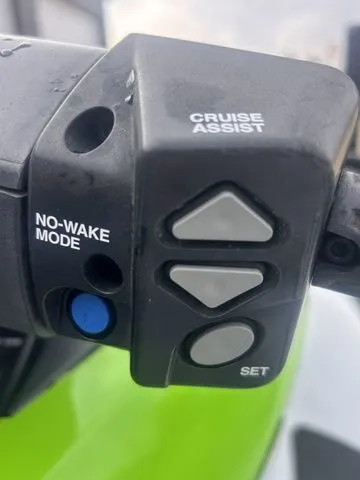 CRUISE
ASSIST
NO-WAKE
MODE
SET